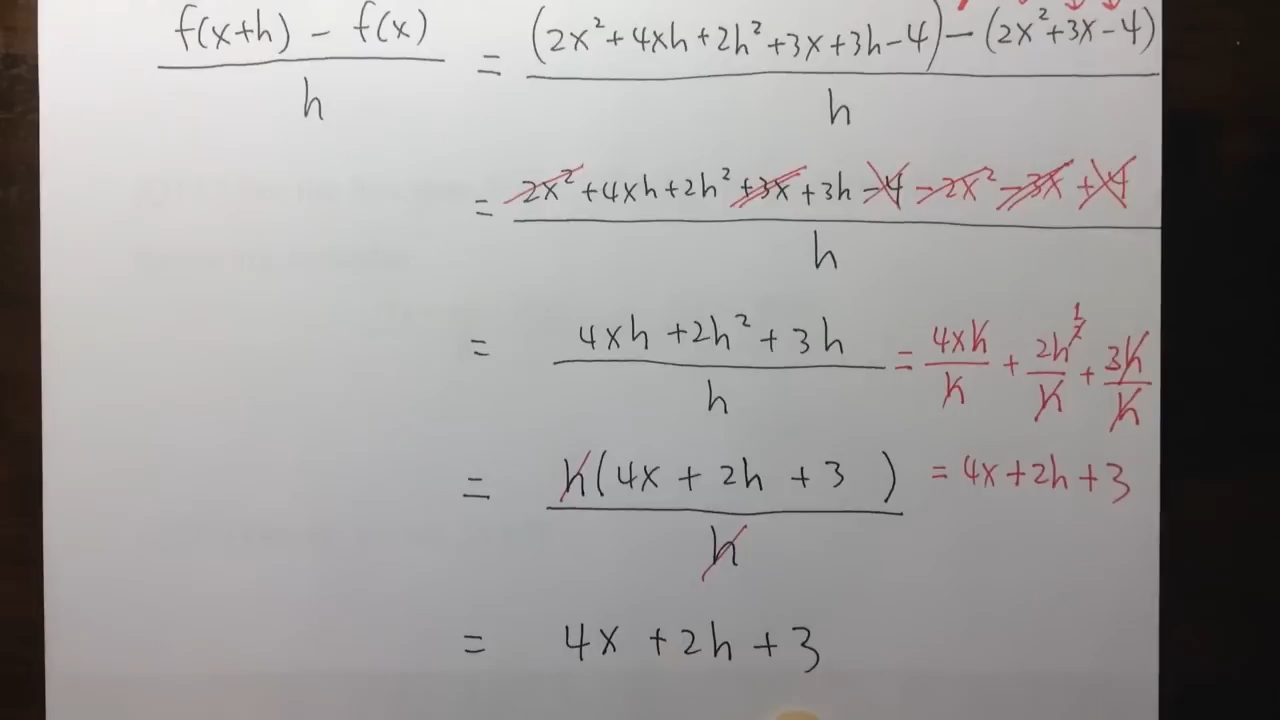 f(x+h) - f(x) / h = (2x²+4xh+2h²+3x+3h-4) - (2x²+3x-4) / h
= 2x²+4xh+2h²+3x+3h-4-2x²-3x+4 / h
= 4xh+2h²+3h / h = 4xh/h + 2h²/h + 3h/h
1
= h(4x+2h+3) / h = 4x+2h+3
= 4x+2h+3